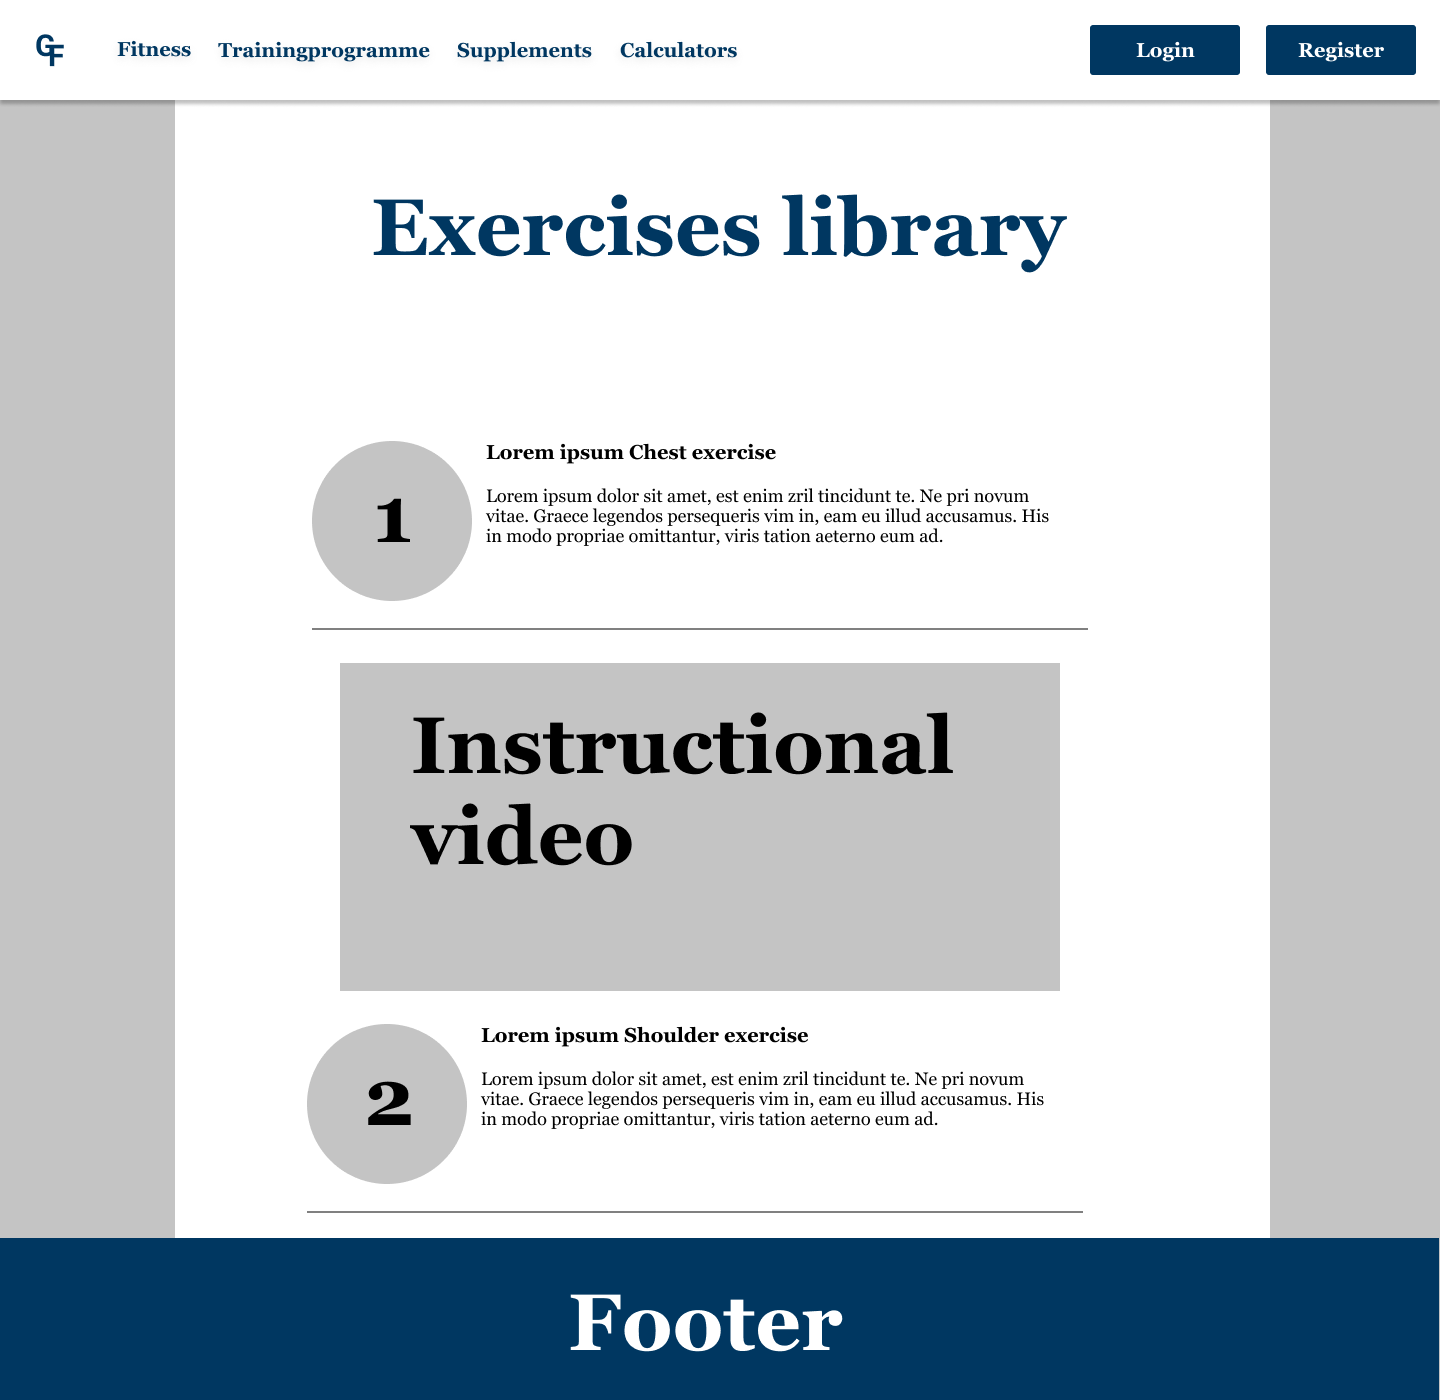 GF
Fitness Trainingprogramme Supplements Calculators Login Register
Exercises library
1
Lorem ipsum Chest exercise
Lorem ipsum dolor sit amet, est enim zril tincidunt te. Ne pri novum
vitae. Graece legendos persequeris vim in, eam eu illud accusamus. His
in modo propriae omittantur, viris tation aeterno eum ad.
Instructional
video
2
Lorem ipsum Shoulder exercise
Lorem ipsum dolor sit amet, est enim zril tincidunt te. Ne pri novum
vitae. Graece legendos persequeris vim in, eam eu illud accusamus. His
in modo propriae omittantur, viris tation aeterno eum ad.
Footer